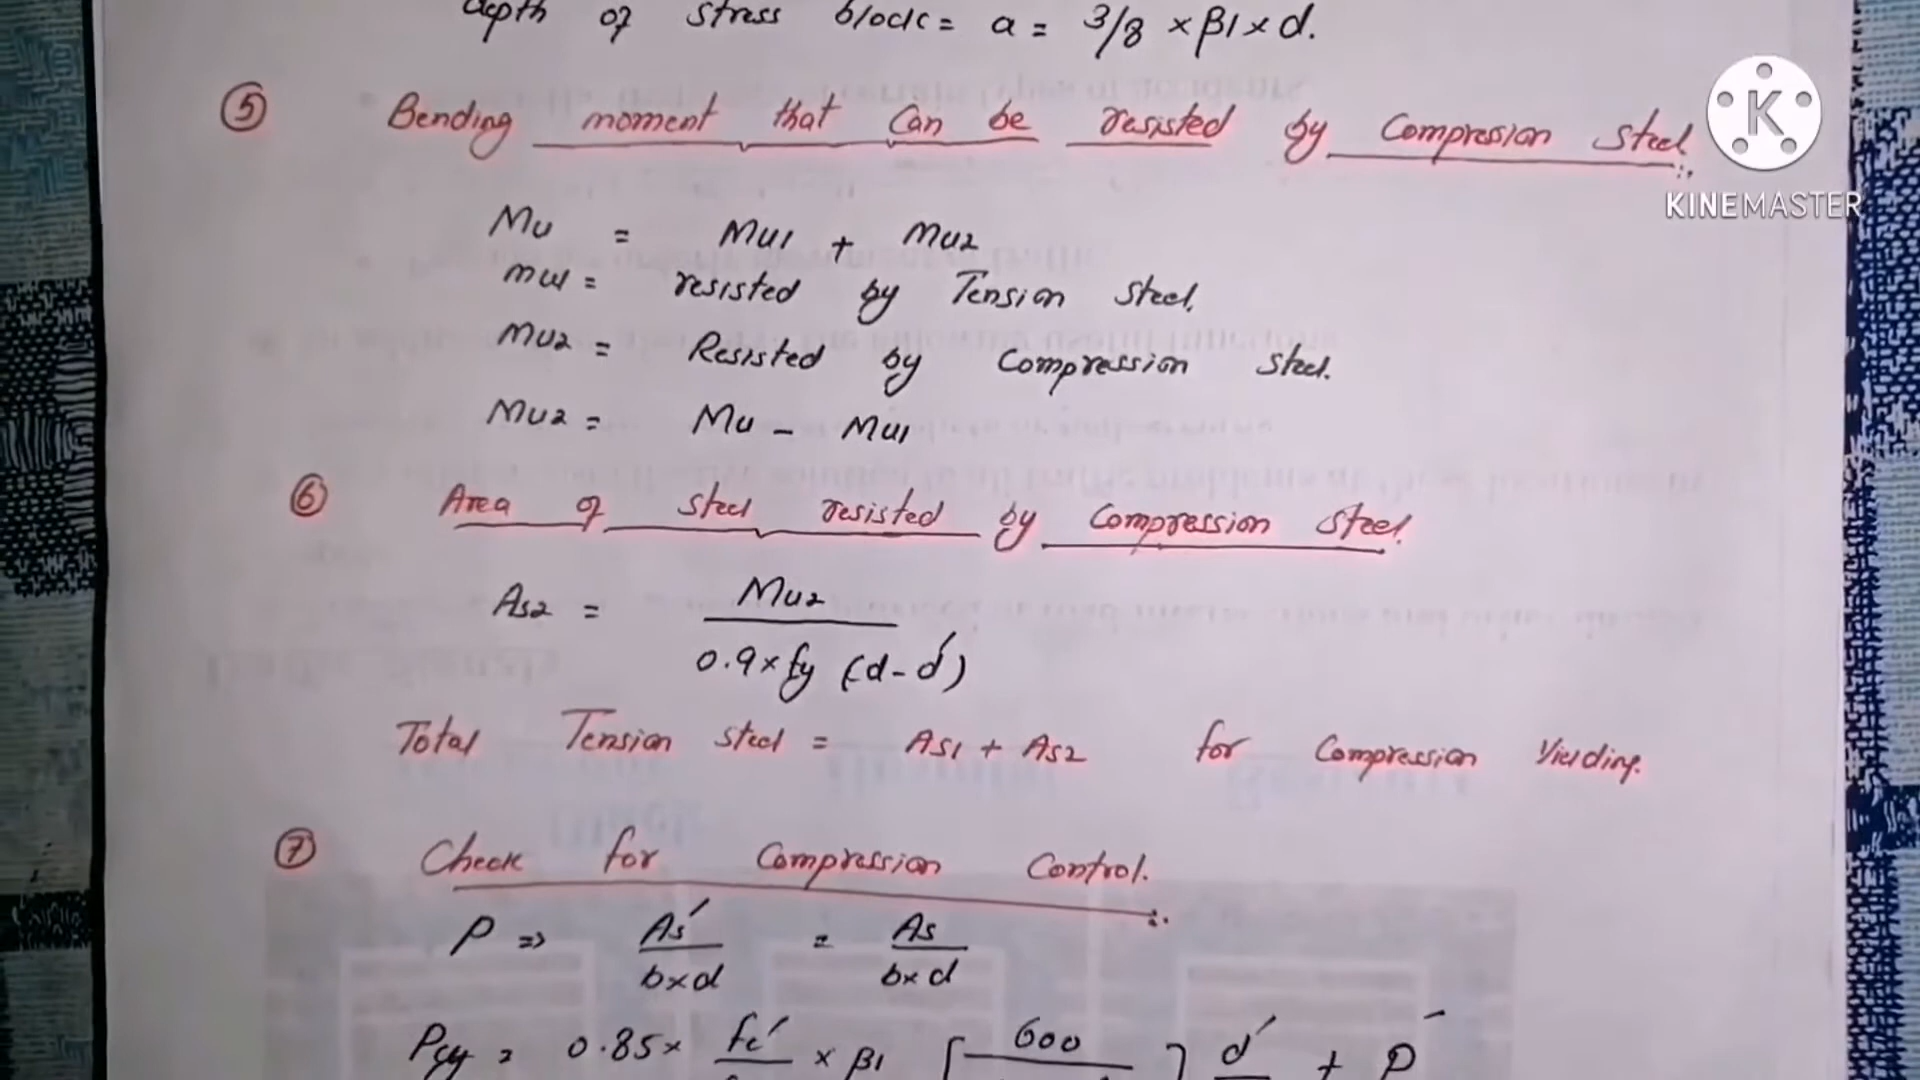 depth of stress block = a = 3/8 × β1 × d.
⑤ Bending moment that Can be resisted by Compression Steel
K
KINEMASTER
Mu = Mu1 + Mu2
mu1 = resisted by Tension Steel.
Mu2 = Resisted by Compression Steel.
Mu2 = Mu - Mu1
⑥ Area of Steel resisted by Compression Steel.
As2 = Mu2
0.9 × fy (d - d')
Total Tension steel = As1 + As2 for Compression
⑦ Check for Compression Control.
P => As' = As
b×d b×d
Pcy = 0.85 × fc' × β1 [ 600 ] d' + P'